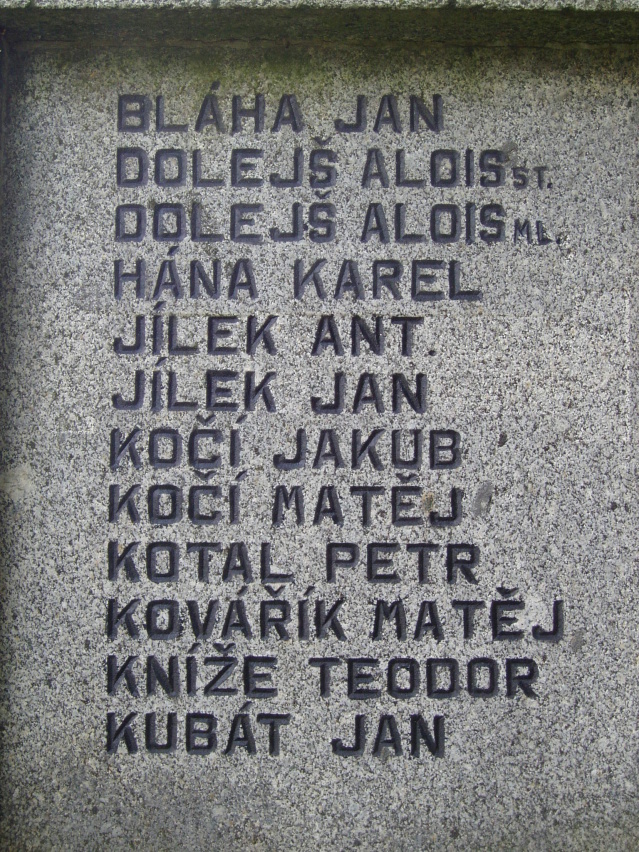 BLÁHA JAN
DOLEJŠ ALOIS ST.
DOLEJŠ ALOIS ML.
HÁNA KAREL
JÍLEK ANT.
JÍLEK JAN
KOČÍ JAKUB
KOČÍ MATĚJ
KOTAL PETR
KOVÁŘÍK MATĚJ
KNÍŽE TEODOR
KUBÁT JAN